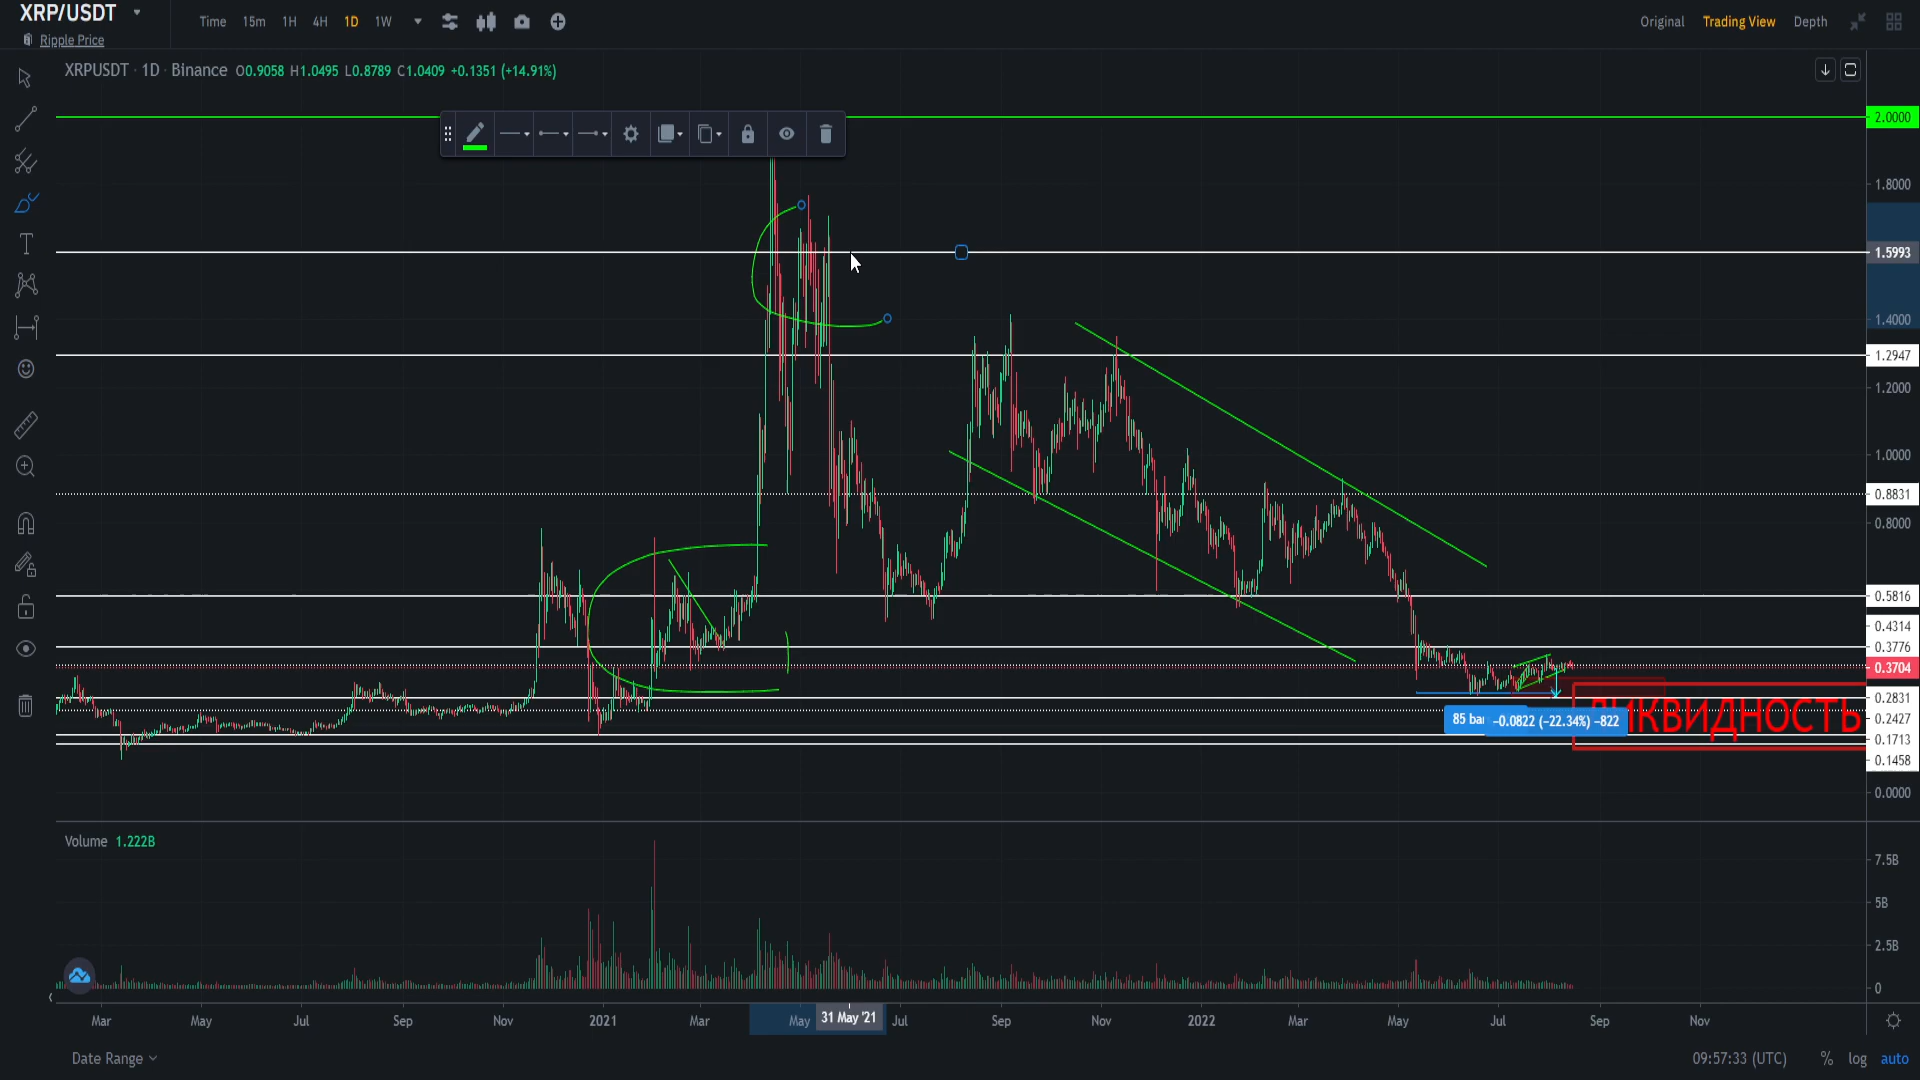 XRP/USDT
Ripple Price
Time 15m 1H 4H 1D 1W
Original Trading View Depth
XRPUSDT · 1D · Binance O0.9058 H1.0495 L0.8789 C1.0409 +0.1351 (+14.91%)
2.0000
1.8000
1.5993
1.4000
1.2947
1.2000
1.0000
0.8831
0.8000
0.5816
0.4314
0.3776
0.3704
0.2831
0.2427
0.1713
0.1458
0.0000
85 bar
-0.0822 (-22.34%) -822
ИКВИДНОСТЬ
Volume 1.222B
7.5B
5B
2.5B
0
Mar May Jul Sep Nov 2021 Mar May 31 May '21 Jul Sep Nov 2022 Mar May Jul Sep Nov
Date Range
09:57:33 (UTC) % log auto